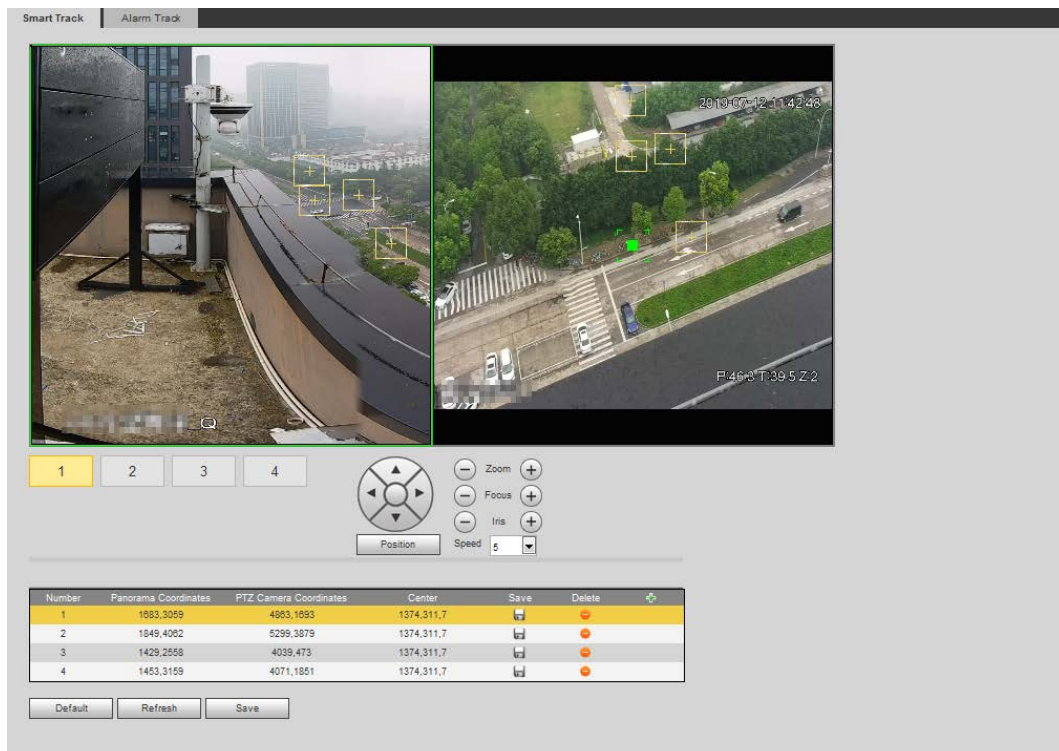 Smart Track Alarm Track
2019-07-12 11:42:48
P:46.8 T:39.5 Z:2
1 2 3 4
Zoom
Focus
Iris
Position Speed 5
Number Panorama Coordinates PTZ Camera Coordinates Center Save Delete
1 1683,3059 4863,1693 1374,311,7
2 1849,4062 5299,3879 1374,311,7
3 1429,2558 4039,473 1374,311,7
4 1453,3159 4071,1851 1374,311,7
Default Refresh Save